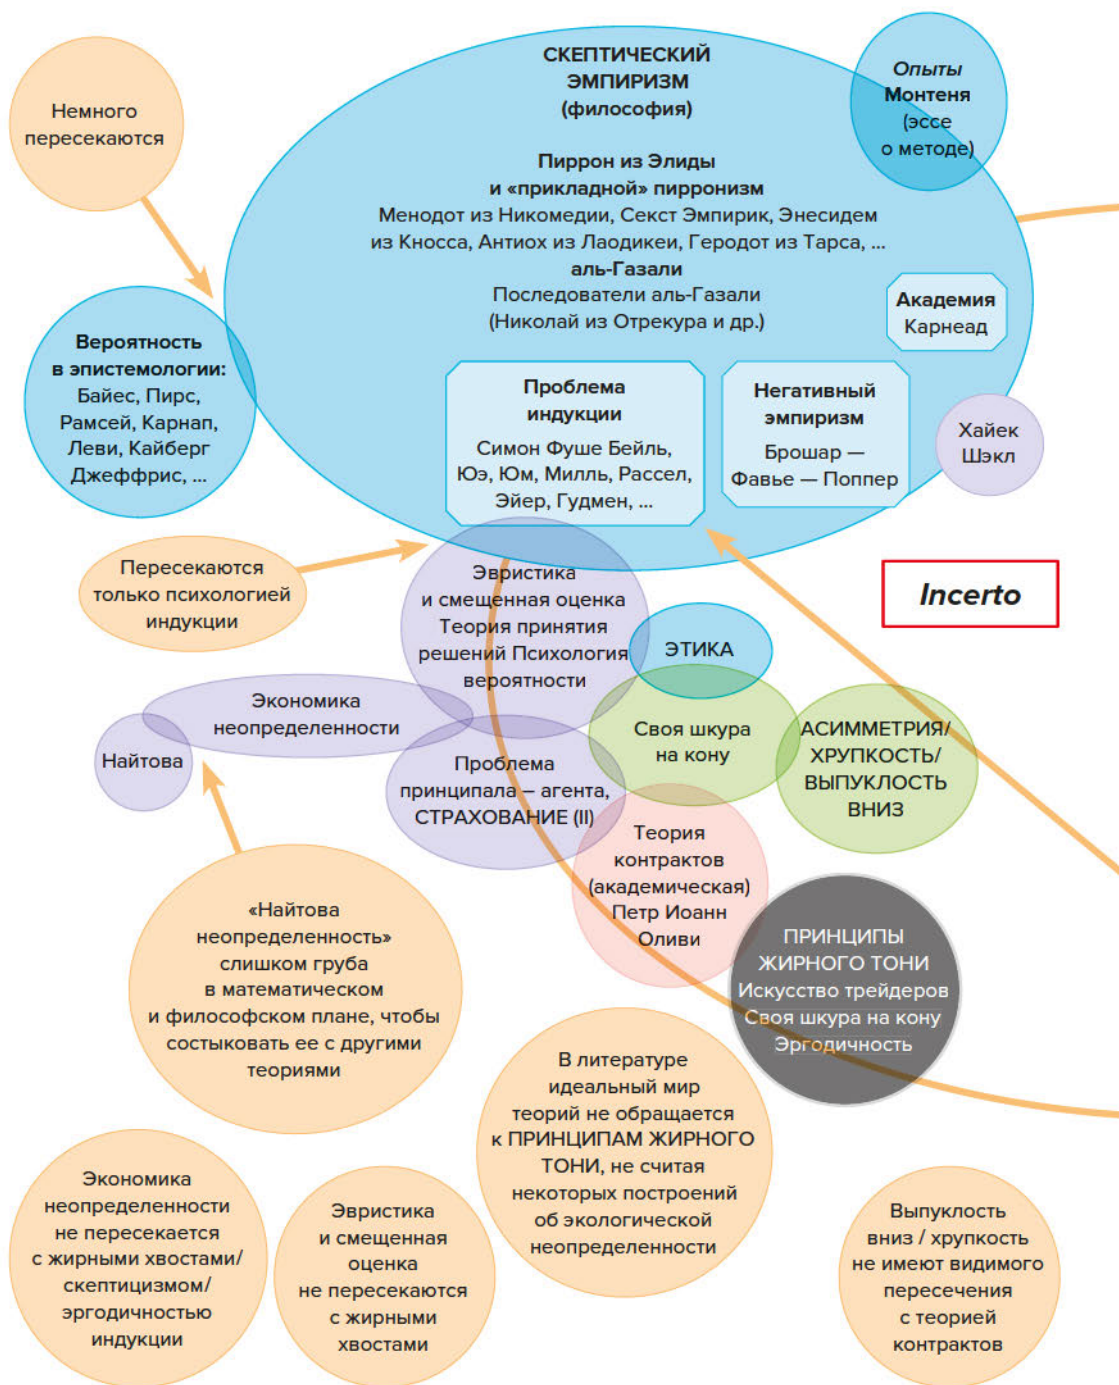 СКЕПТИЧЕСКИЙ
ЭМПИРИЗМ
(философия)
Опыты
Монтеня
(эссе
о методе)
Немного
пересекаются
Пиррон из Элиды
и «прикладной» пирронизм
Менодот из Никомедии, Секст Эмпирик, Энесидем
из Кносса, Антиох из Лаодикеи, Геродот из Тарса, ...
аль-Газали
Последователи аль-Газали
(Николай из Отрекура и др.)
Академия
Карнеад
Вероятность
в эпистемологии:
Байес, Пирс,
Рамсей, Карнап,
Леви, Кайберг
Джеффрис, ...
Проблема
индукции
Симон Фуше Бейль,
Юэ, Юм, Милль, Рассел,
Эйер, Гудмен, ...
Негативный
эмпиризм
Брошар —
Фавье — Поппер
Хайек
Шэкл
Пересекаются
только психологией
индукции
Эвристика
и смещенная оценка
Теория принятия
решений Психология
вероятности
Incerto
ЭТИКА
Экономика
неопределенности
Найтова
Своя шкура
на кону
АСИММЕТРИЯ/
ХРУПКОСТЬ/
ВЫПУКЛОСТЬ
ВНИЗ
Проблема
принципала – агента,
СТРАХОВАНИЕ (II)
Теория
контрактов
(академическая)
Петр Иоанн
Оливи
«Найтова
неопределенность»
слишком груба
в математическом
и философском плане, чтобы
состыковать ее с другими
теориями
ПРИНЦИПЫ
ЖИРНОГО ТОНИ
Искусство трейдеров
Своя шкура на кону
Эргодичность
В литературе
идеальный мир
теорий не обращается
к ПРИНЦИПАМ ЖИРНОГО
ТОНИ, не считая
некоторых построений
об экологической
неопределенности
Экономика
неопределенности
не пересекается
с жирными хвостами/
скептицизмом/
эргодичностью
индукции
Эвристика
и смещенная
оценка
не пересекаются
с жирными
хвостами
Выпуклость
вниз / хрупкость
не имеют видимого
пересечения
с теорией
контрактов